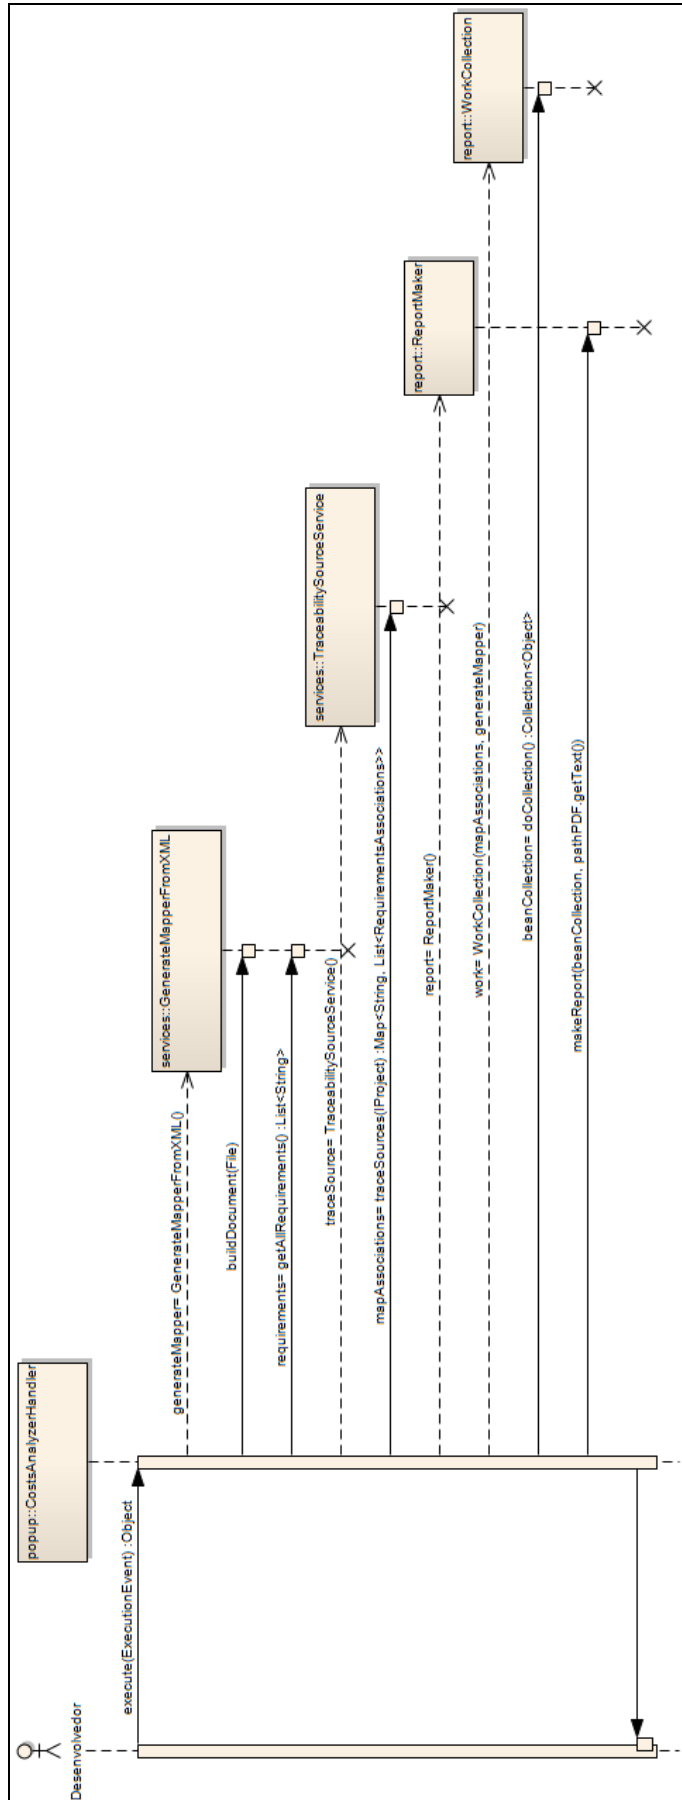 Desenvolvedor
popup::CostsAnalyzerHandler
services::GenerateMapperFromXML
services::TraceabilitySourceService
report::ReportMaker
report::WorkCollection
execute(ExecutionEvent) :Object
generateMapper= GenerateMapperFromXML()
buildDocument(File)
requirements= getAllRequirements() :List<String>
traceSource= TraceabilitySourceService()
mapAssociations= traceSources(IProject) :Map<String, List<RequirementsAssociations>>
report= ReportMaker()
work= WorkCollection(mapAssociations, generateMapper)
beanCollection= doCollection() :Collection<Object>
makeReport(beanCollection, pathPDF.getText())